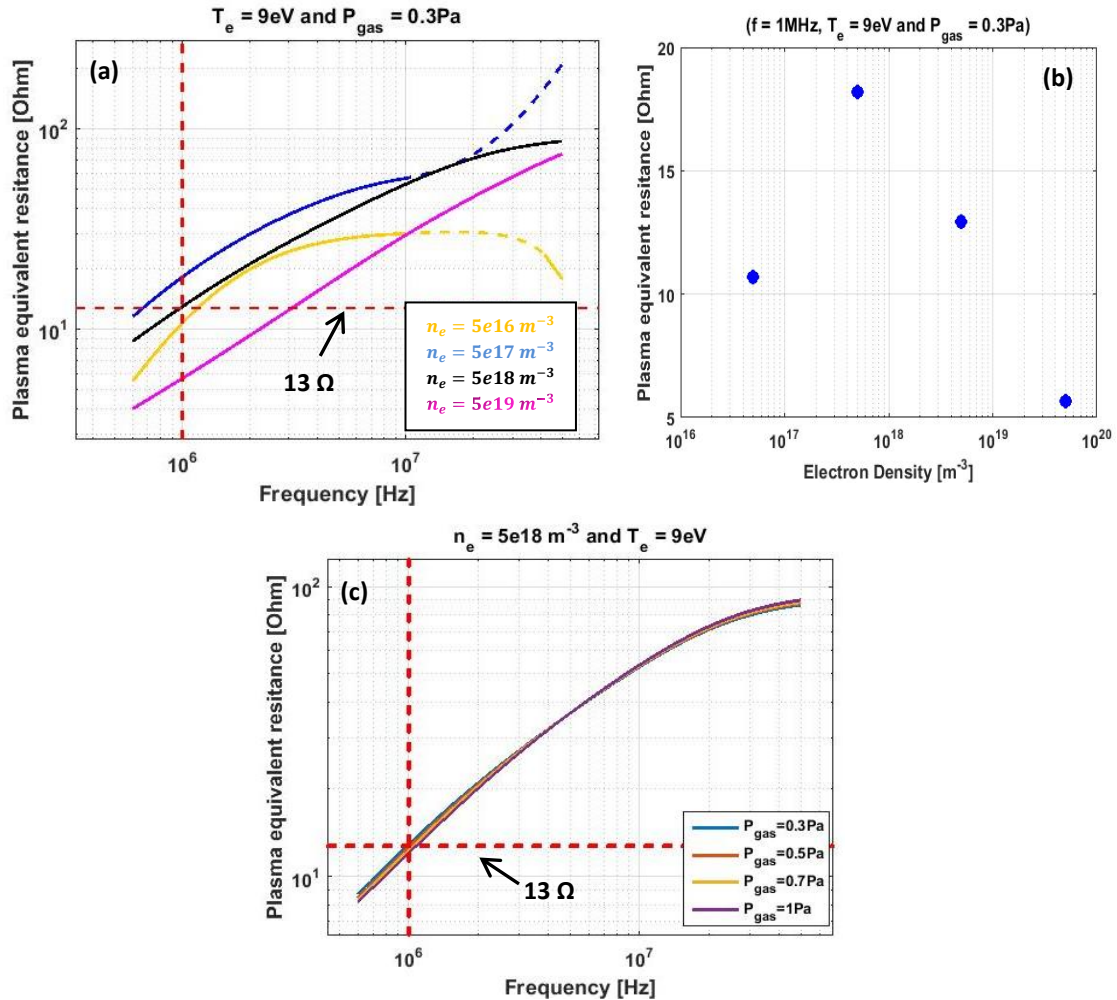 T_e = 9eV and P_gas = 0.3Pa
(a)
Plasma equivalent resitance [Ohm]
10^2
10^1
13 Ω
n_e = 5e16 m^−3
n_e = 5e17 m^−3
n_e = 5e18 m^−3
n_e = 5e19 m^−3
10^6
10^7
Frequency [Hz]
(f = 1MHz, T_e = 9eV and P_gas = 0.3Pa)
(b)
Plasma equivalent resitance [Ohm]
20
15
10
5
10^16
10^17
10^18
10^19
10^20
Electron Density [m^-3]
n_e = 5e18 m^-3 and T_e = 9eV
(c)
Plasma equivalent resitance [Ohm]
10^2
10^1
13 Ω
P_gas=0.3Pa
P_gas=0.5Pa
P_gas=0.7Pa
P_gas=1Pa
10^6
10^7
Frequency [Hz]